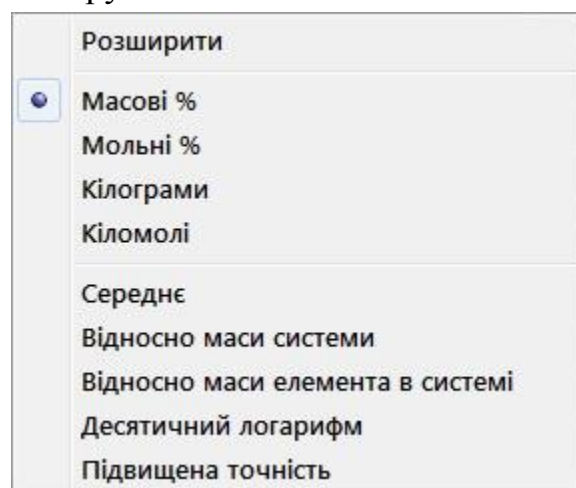 Розширити
Масові %
Мольні %
Кілограми
Кіломолі
Середнє
Відносно маси системи
Відносно маси елемента в системі
Десятичний логарифм
Підвищена точність